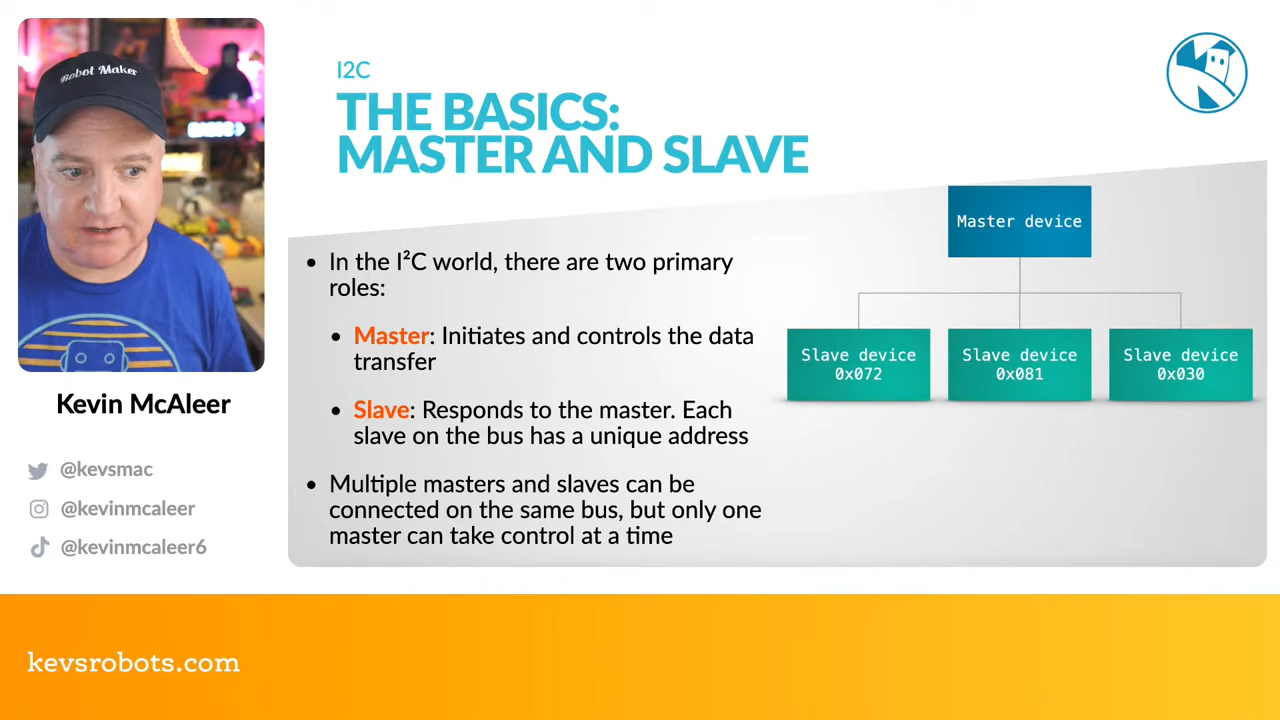 Robot Maker
I2C
THE BASICS:
MASTER AND SLAVE
Master device
• In the I²C world, there are two primary
roles:
• Master: Initiates and controls the data
transfer
• Slave: Responds to the master. Each
slave on the bus has a unique address
• Multiple masters and slaves can be
connected on the same bus, but only one
master can take control at a time
Slave device
0x072
Slave device
0x081
Slave device
0x030
Kevin McAleer
@kevsmac
@kevinmcaleer
@kevinmcaleer6
kevsrobots.com